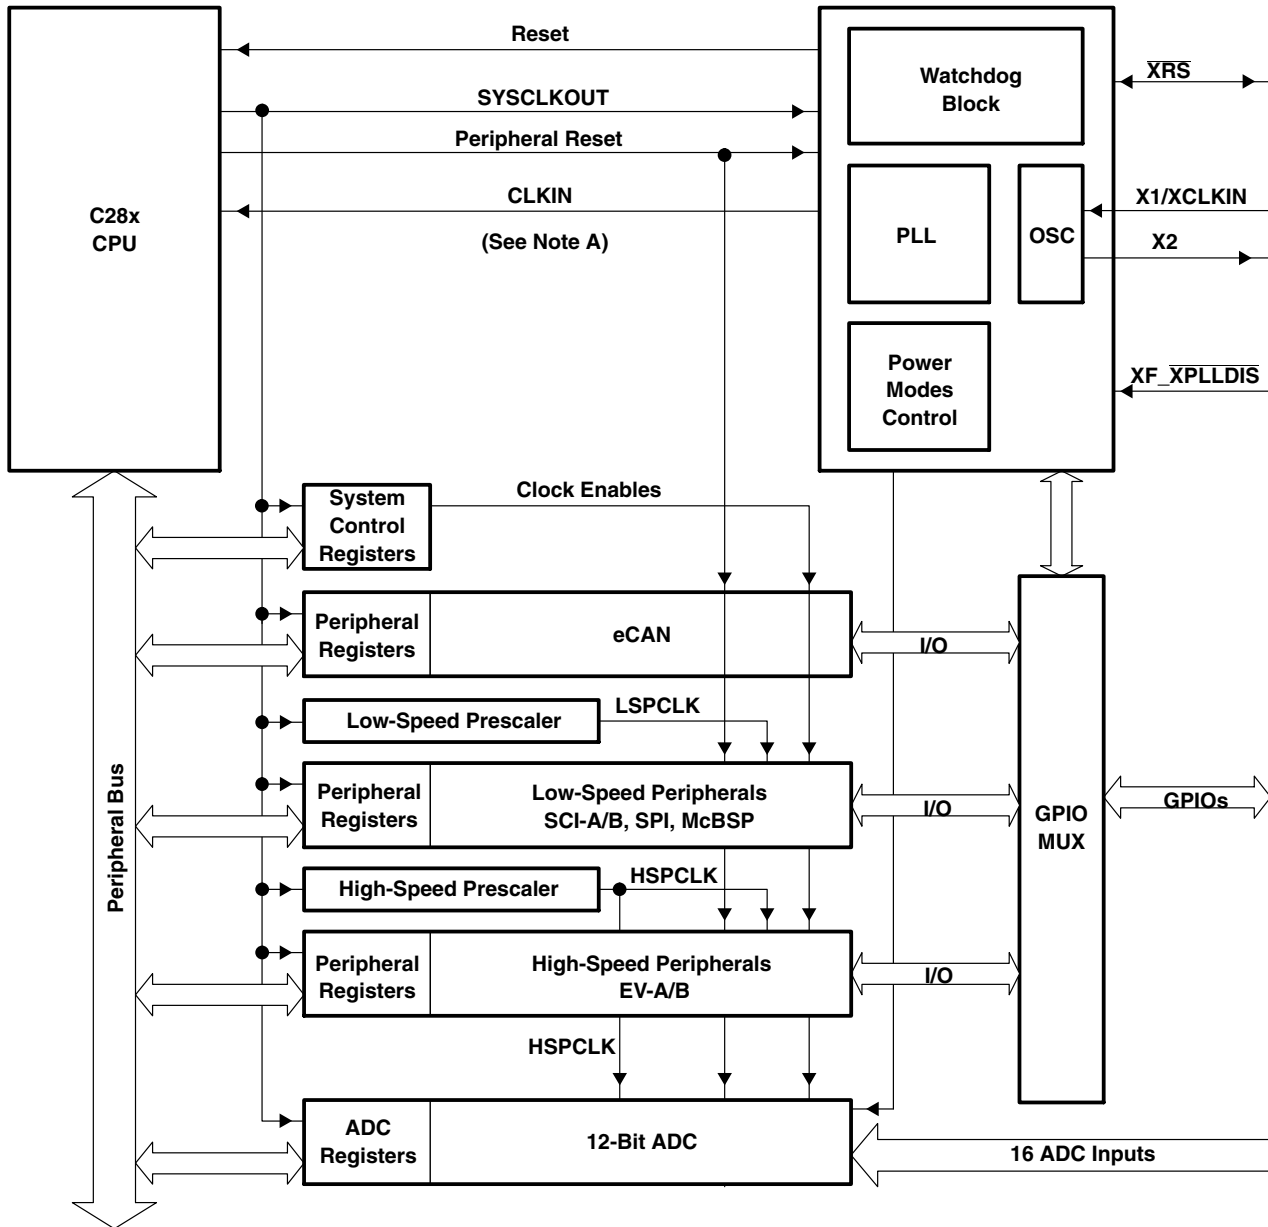 Reset
Watchdog
Block
XRS
SYSCLKOUT
Peripheral Reset
C28x
CPU
CLKIN
(See Note A)
PLL
OSC
X1/XCLKIN
X2
Power
Modes
Control
XF_XPLLDIS
System
Control
Registers
Clock Enables
Peripheral
Registers
eCAN
I/O
Low-Speed Prescaler
LSPCLK
Peripheral Bus
Peripheral
Registers
Low-Speed Peripherals
SCI-A/B, SPI, McBSP
I/O
GPIO
MUX
GPIOs
High-Speed Prescaler
HSPCLK
Peripheral
Registers
High-Speed Peripherals
EV-A/B
I/O
HSPCLK
ADC
Registers
12-Bit ADC
16 ADC Inputs